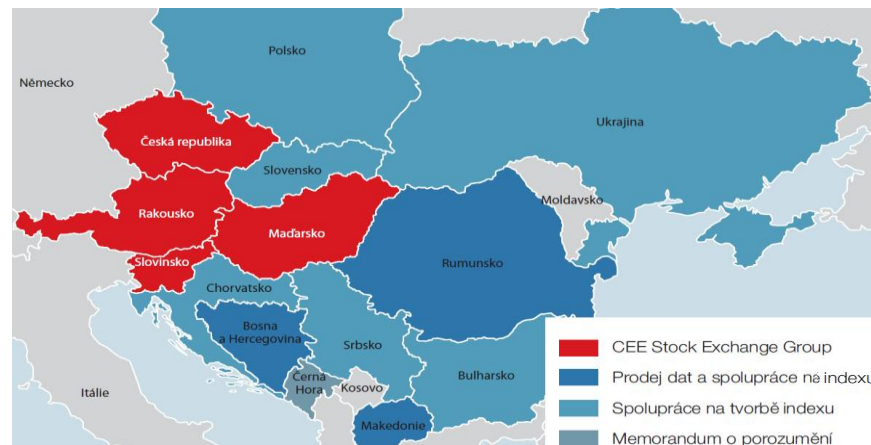 Polsko
Německo
Ukrajina
Česká republika
Slovensko
Moldavsko
Rakousko
Maďarsko
Slovinsko
Rumunsko
Chorvatsko
Bosna
a Hercegovina
Srbsko
Černá
Hora
Kosovo
Bulharsko
Itálie
Makedonie
CEE Stock Exchange Group
Prodej dat a spolupráce na indexu
Spolupráce na tvorbě indexu
Memorandum o porozumění